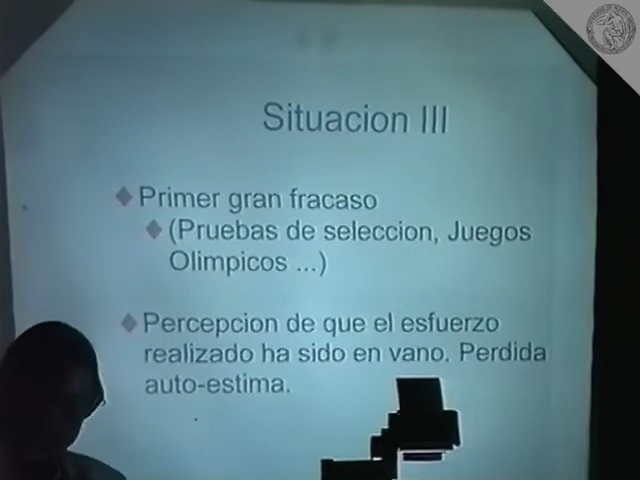 Situacion III
Primer gran fracaso
(Pruebas de seleccion, Juegos
Olimpicos ...)
Percepcion de que el esfuerzo
realizado ha sido en vano. Perdida
auto-estima.